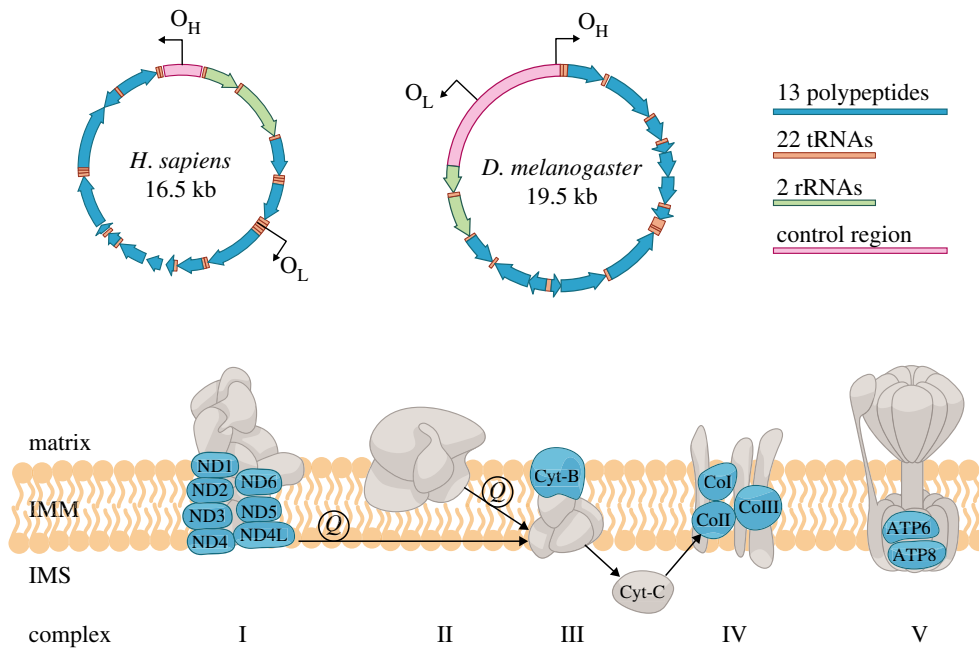 O_H
O_L
H. sapiens
16.5 kb
O_H
O_L
D. melanogaster
19.5 kb
13 polypeptides
22 tRNAs
2 rRNAs
control region
matrix
IMM
IMS
ND1
ND2
ND6
ND3
ND5
ND4
ND4L
Q
Q
Cyt-B
Cyt-C
CoI
CoII
CoIII
ATP6
ATP8
complex I II III IV V